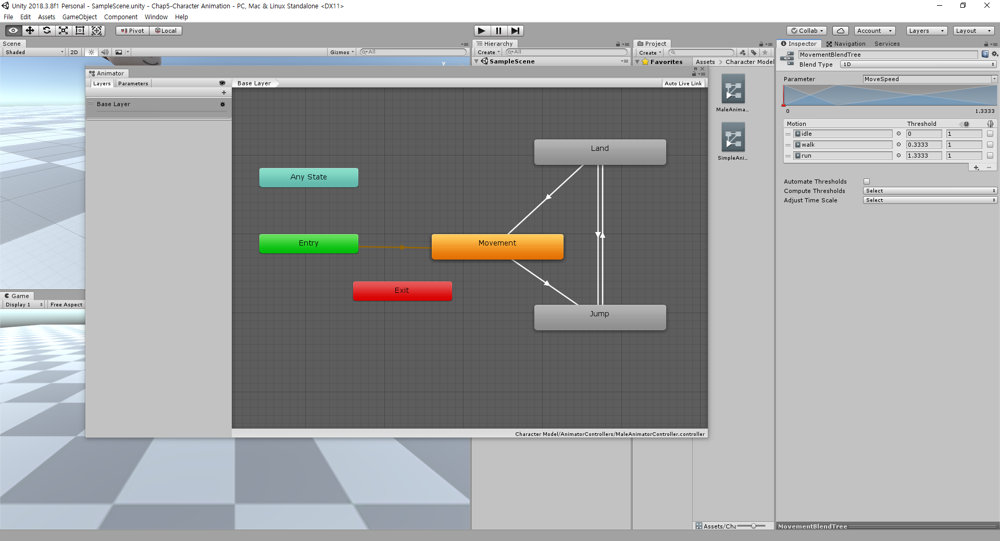 Unity 2018.3.8f1 Personal - SampleScene.unity - Chap5-Character Animation - PC, Mac & Linux Standalone <DX11>
File Edit Assets GameObject Component Window Help
Pivot Local
Collab Account Layers Layout
Scene
Shaded 2D Gizmos All
y
Hierarchy
Create All
SampleScene
Project
Create
Favorites
Assets > Character Model
MaleAnima...
SimpleAni...
Assets/Cha
Animator
Layers Parameters
Base Layer
Base Layer Auto Live Link
Land
Any State
Entry
Movement
Exit
Jump
Character Model/AnimatorControllers/MaleAnimatorController.controller
Game
Display 1 Free Aspect
Inspector Navigation Services
MovementBlendTree
Blend Type 1D
Parameter MoveSpeed
0 1.3333
Motion Threshold
idle 0 1
walk 0.3333 1
run 1.3333 1
+ −
Automate Thresholds
Compute Thresholds Select
Adjust Time Scale Select
MovementBlendTree